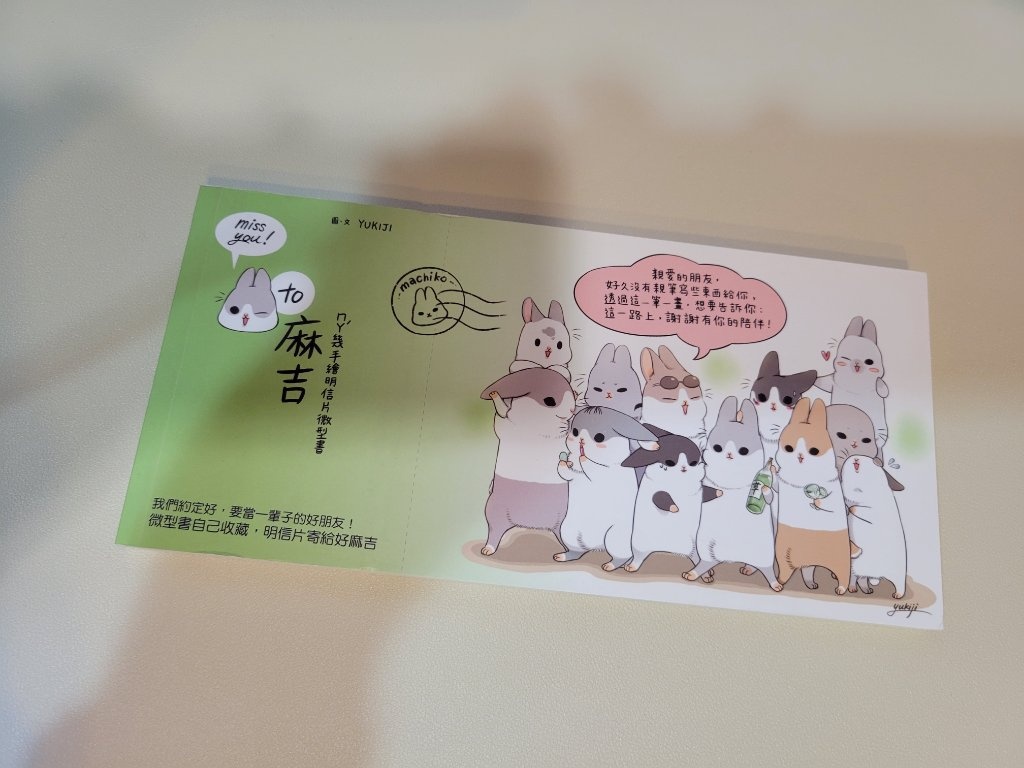 miss
you!
圖·文 YUKIJI
to
麻吉
ㄇㄚ幾手繪明信片微型書
machiko
親愛的朋友，
好久沒有親筆寫些東西給你，
透過這一筆一畫，想要告訴你：
這一路上，謝謝有你的陪伴！
我們約定好，要當一輩子的好朋友！
微型書自己收藏，明信片寄給好麻吉
yukiji